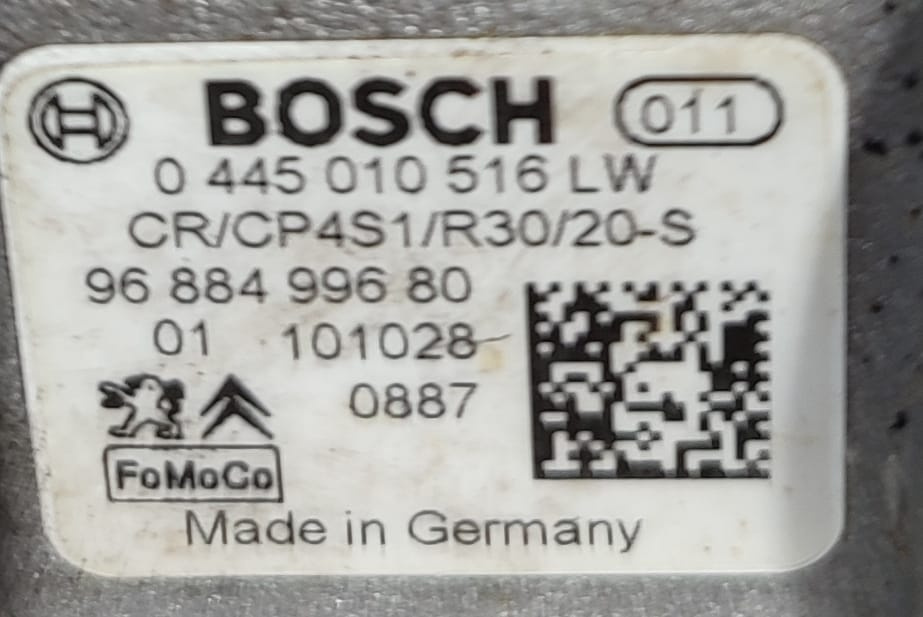 BOSCH 011
0 445 010 516 LW
CR/CP4S1/R30/20-S
96 884 996 80
01 101028
0887
FoMoCo
Made in Germany